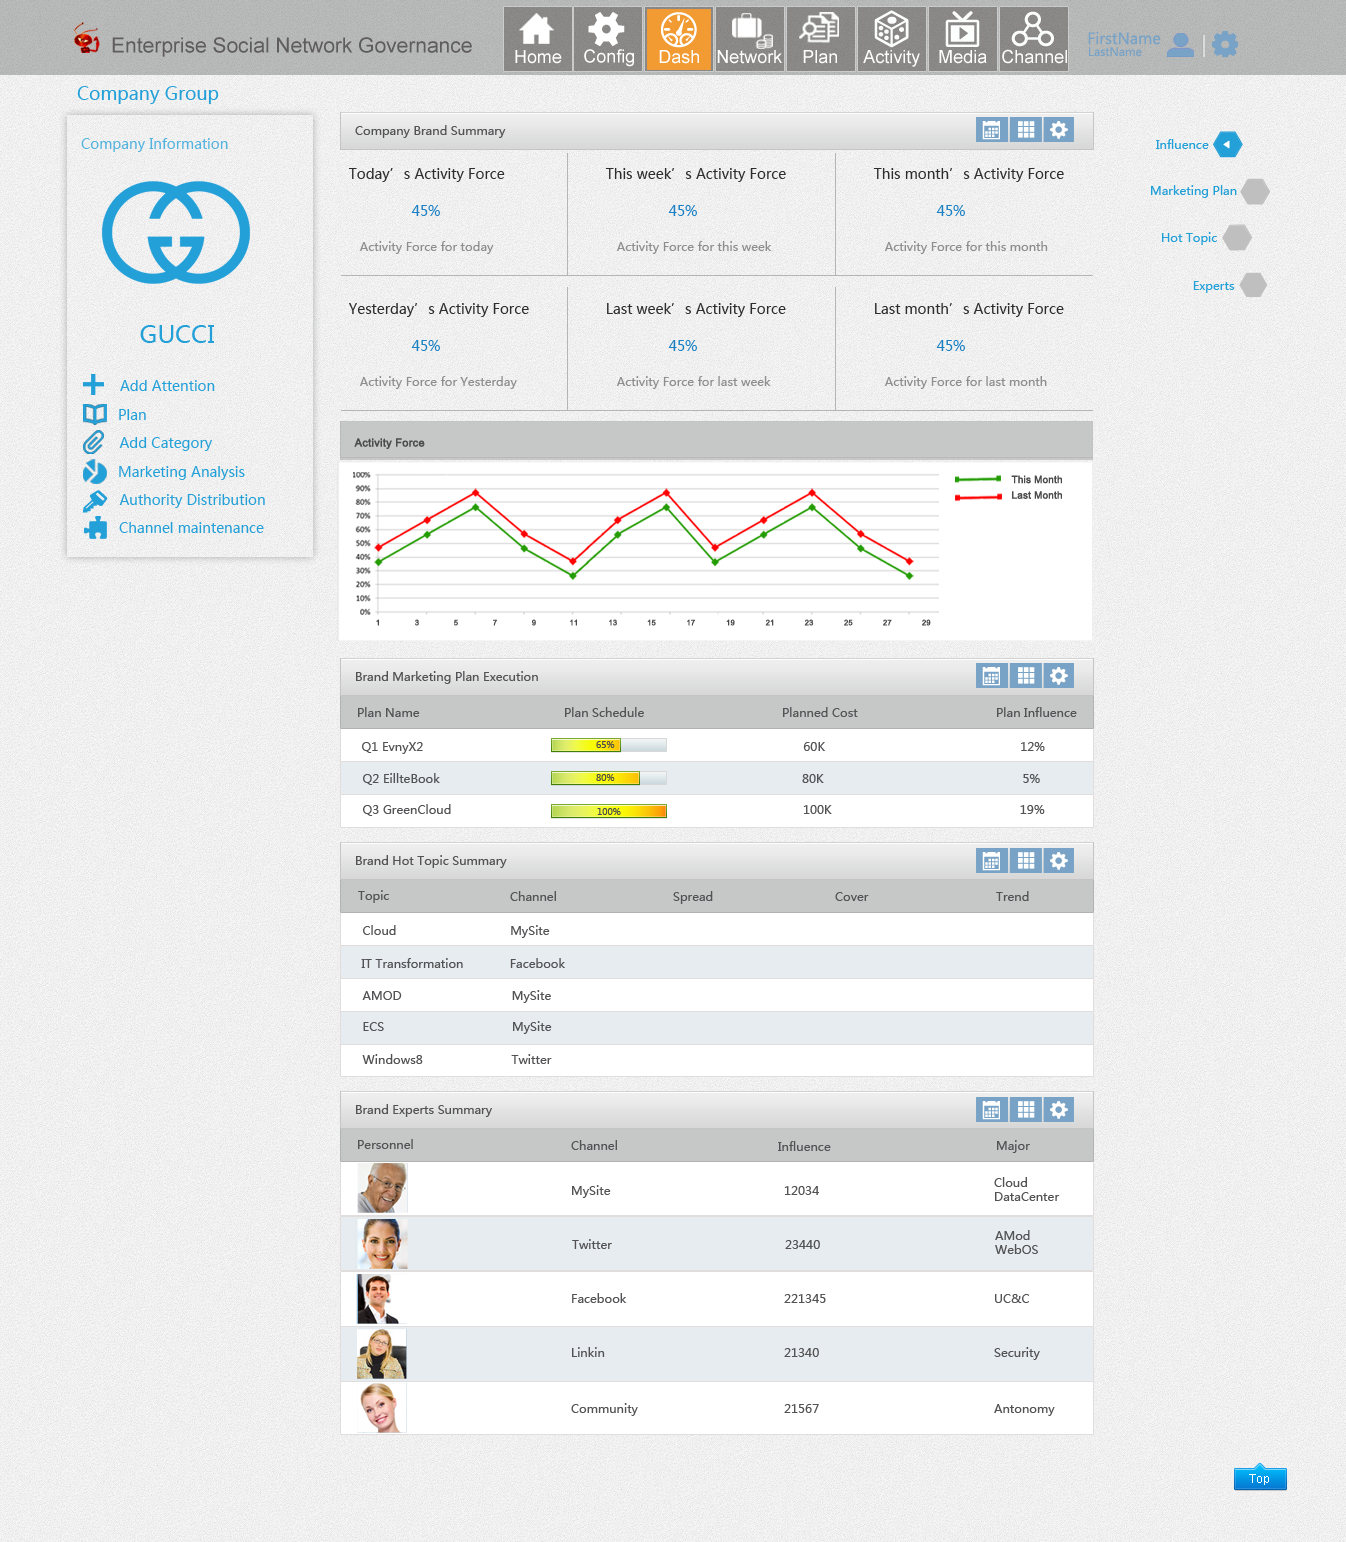 Enterprise Social Network Governance
Home
Config
Dash
Network
Plan
Activity
Media
Channel
FirstName
LastName
Company Group
Company Information
GUCCI
Add Attention
Plan
Add Category
Marketing Analysis
Authority Distribution
Channel maintenance
Company Brand Summary
Today's Activity Force
This week's Activity Force
This month's Activity Force
45%
45%
45%
Activity Force for today
Activity Force for this week
Activity Force for this month
Yesterday's Activity Force
Last week's Activity Force
Last month's Activity Force
45%
45%
45%
Activity Force for Yesterday
Activity Force for last week
Activity Force for last month
Influence
Marketing Plan
Hot Topic
Experts
Activity Force
100%
90%
80%
70%
60%
50%
40%
30%
20%
10%
0%
1 3 5 7 9 11 13 15 17 19 21 23 25 27 29
This Month
Last Month
Brand Marketing Plan Execution
Plan Name Plan Schedule Planned Cost Plan Influence
Q1 EvnyX2 65% 60K 12%
Q2 EillteBook 80% 80K 5%
Q3 GreenCloud 100% 100K 19%
Brand Hot Topic Summary
Topic Channel Spread Cover Trend
Cloud MySite
IT Transformation Facebook
AMOD MySite
ECS MySite
Windows8 Twitter
Brand Experts Summary
Personnel Channel Influence Major
MySite 12034 Cloud
DataCenter
Twitter 23440 AMod
WebOS
Facebook 221345 UC&C
Linkin 21340 Security
Community 21567 Antonomy
Top